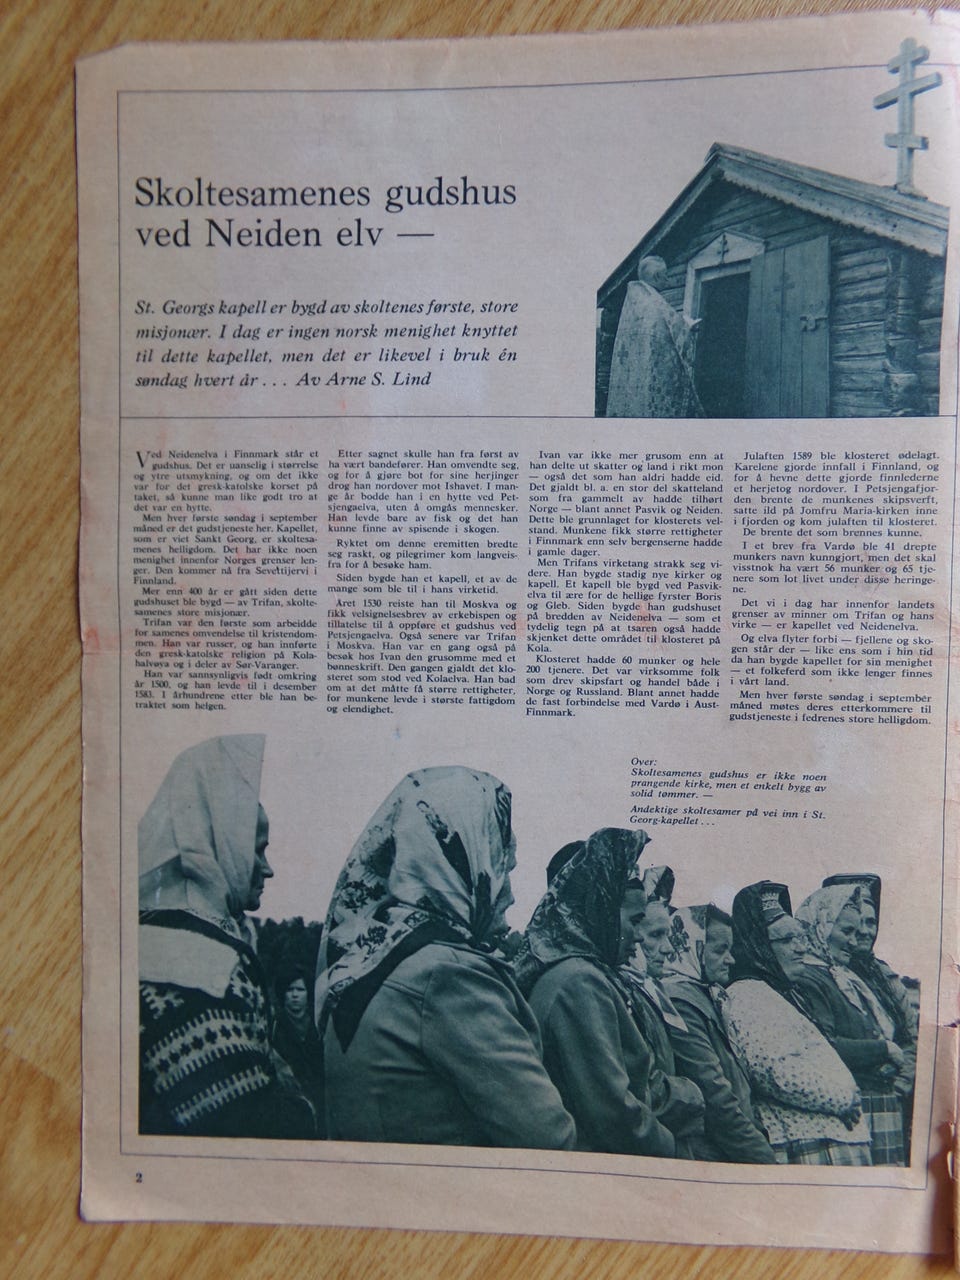 Skoltesamenes gudshus
ved Neiden elv —
St. Georgs kapell er bygd av skoltenes første, store
misjonær. I dag er ingen norsk menighet knyttet
til dette kapellet, men det er likevel i bruk én
søndag hvert år . . . Av Arne S. Lind
Ved Neidenelva i Finnmark står et
gudshus. Det er uanselig i størrelse
og ytre utsmykning, og om det ikke
var for det gresk-katolske korset på
taket, så kunne man like godt tro at
det var en hytte.
Men hver første søndag i september
måned er det gudstjeneste her. Kapellet,
som er viet Sankt Georg, er skoltesa-
menes helligdom. Det har ikke noen
menighet innenfor Norges grenser len-
ger. Den kommer nå fra Sevettijervi i
Finnland.
Mer enn 400 år er gått siden dette
gudshuset ble bygd — av Trifan, skolte-
samenes store misjonær.
Trifan var den første som arbeidde
for samenes omvendelse til kristendom-
men. Han var russer, og han innførte
den gresk-katolske religion på Kola-
halvøya i deler av Sør-Varanger.
Han var sannsynligvis født omkring
år 1500, og han levde til i desember
1583. I århundrene etter ble han be-
traktet som helgen.
Etter sagnet skulle han fra først av
ha vært bandefører. Han omvendte seg,
og for å gjøre bot for sine herjinger
drog han nordover mot Ishavet. I man-
ge år bodde han i en hytte ved Pet-
sjengaelva, uten å omgås mennesker.
Han levde bare av fisk og det han
kunne finne av spisende i skogen.
Ryktet om denne eremitten bredte
seg raskt, og pilegrimer kom langveis-
fra for å besøke ham.
Siden bygde han et kapell, et av de
mange som ble til i hans virketid.
Året 1530 reiste han til Moskva og
fikk velsignelsesbrev av erkebispen og
tillatelse til å oppføre et gudshus ved
Petsjengaelva. Også senere var Trifan
i Moskva. Han var en gang også på
besøk hos Ivan den grusomme med et
bønneskrift. Den gangen gjaldt det klo-
steret som stod ved Kolaelva. Han bad
om at det måtte få større rettigheter,
for munkene levde i største fattigdom
og elendighet.
Ivan var ikke mer grusom enn at
han delte ut skatter og land i rikt mon
— også det som han aldri hadde eid.
Det gjaldt bl. a. en stor del skatteland
som fra gammelt av hadde tilhørt
Norge — blant annet Pasvik og Neiden.
Dette ble grunnlaget for klosterets vel-
stand. Munkene fikk større rettigheter
i Finnmark enn selv bergenserne hadde
i gamle dager.
Men Trifans virketang strakk seg vi-
dere. Han bygde stadig nye kirker og
kapell. Et kapell ble bygd ved Pasvik-
elva til ære for de hellige fyrster Boris
og Gleb. Siden bygde han gudshuset
på bredden av Neidenelva — som et
tydelig tegn på at tsaren også hadde
skjenket dette området til klosteret på
Kola.
Klosteret hadde 60 munker og hele
200 tjenere. Det var virksomme folk
som drev skipsfart og handel både i
Norge og Russland. Blant annet hadde
de fast forbindelse med Vardø i Aust-
Finnmark.
Julaften 1589 ble klosteret ødelagt.
Karelene gjorde innfall i Finnland, og
for å hevne dette gjorde finnlederne
et herjetog nordover. I Petsjengafjor-
den brente de munkenes skipsverft,
satte ild på Jomfru Maria-kirken inne
i fjorden og kom julaften til klosteret.
De brente det som brennes kunne.
I et brev fra Vardø ble 41 drepte
munkers navn kunngjort, men det skal
visstnok ha vært 56 munker og 65 tje-
nere som lot livet under disse heringe-
ne.
Det vi i dag har innenfor landets
grenser av minner om Trifan og hans
virke — er kapellet ved Neidenelva.
Og elva flyter forbi — fjellene og sko-
gen står der — like ens som i hin tid
da han bygde kapellet for sin menighet
— et folkeferd som ikke lenger finnes
i vårt land.
Men hver første søndag i september
måned møtes deres etterkommere til
gudstjeneste i fedrenes store helligdom.
Over:
Skoltesamenes gudshus er ikke noen
prangende kirke, men et enkelt bygg av
solid tømmer. —
Andektige skoltesamer på vei inn i St.
Georg-kapellet . . .
2